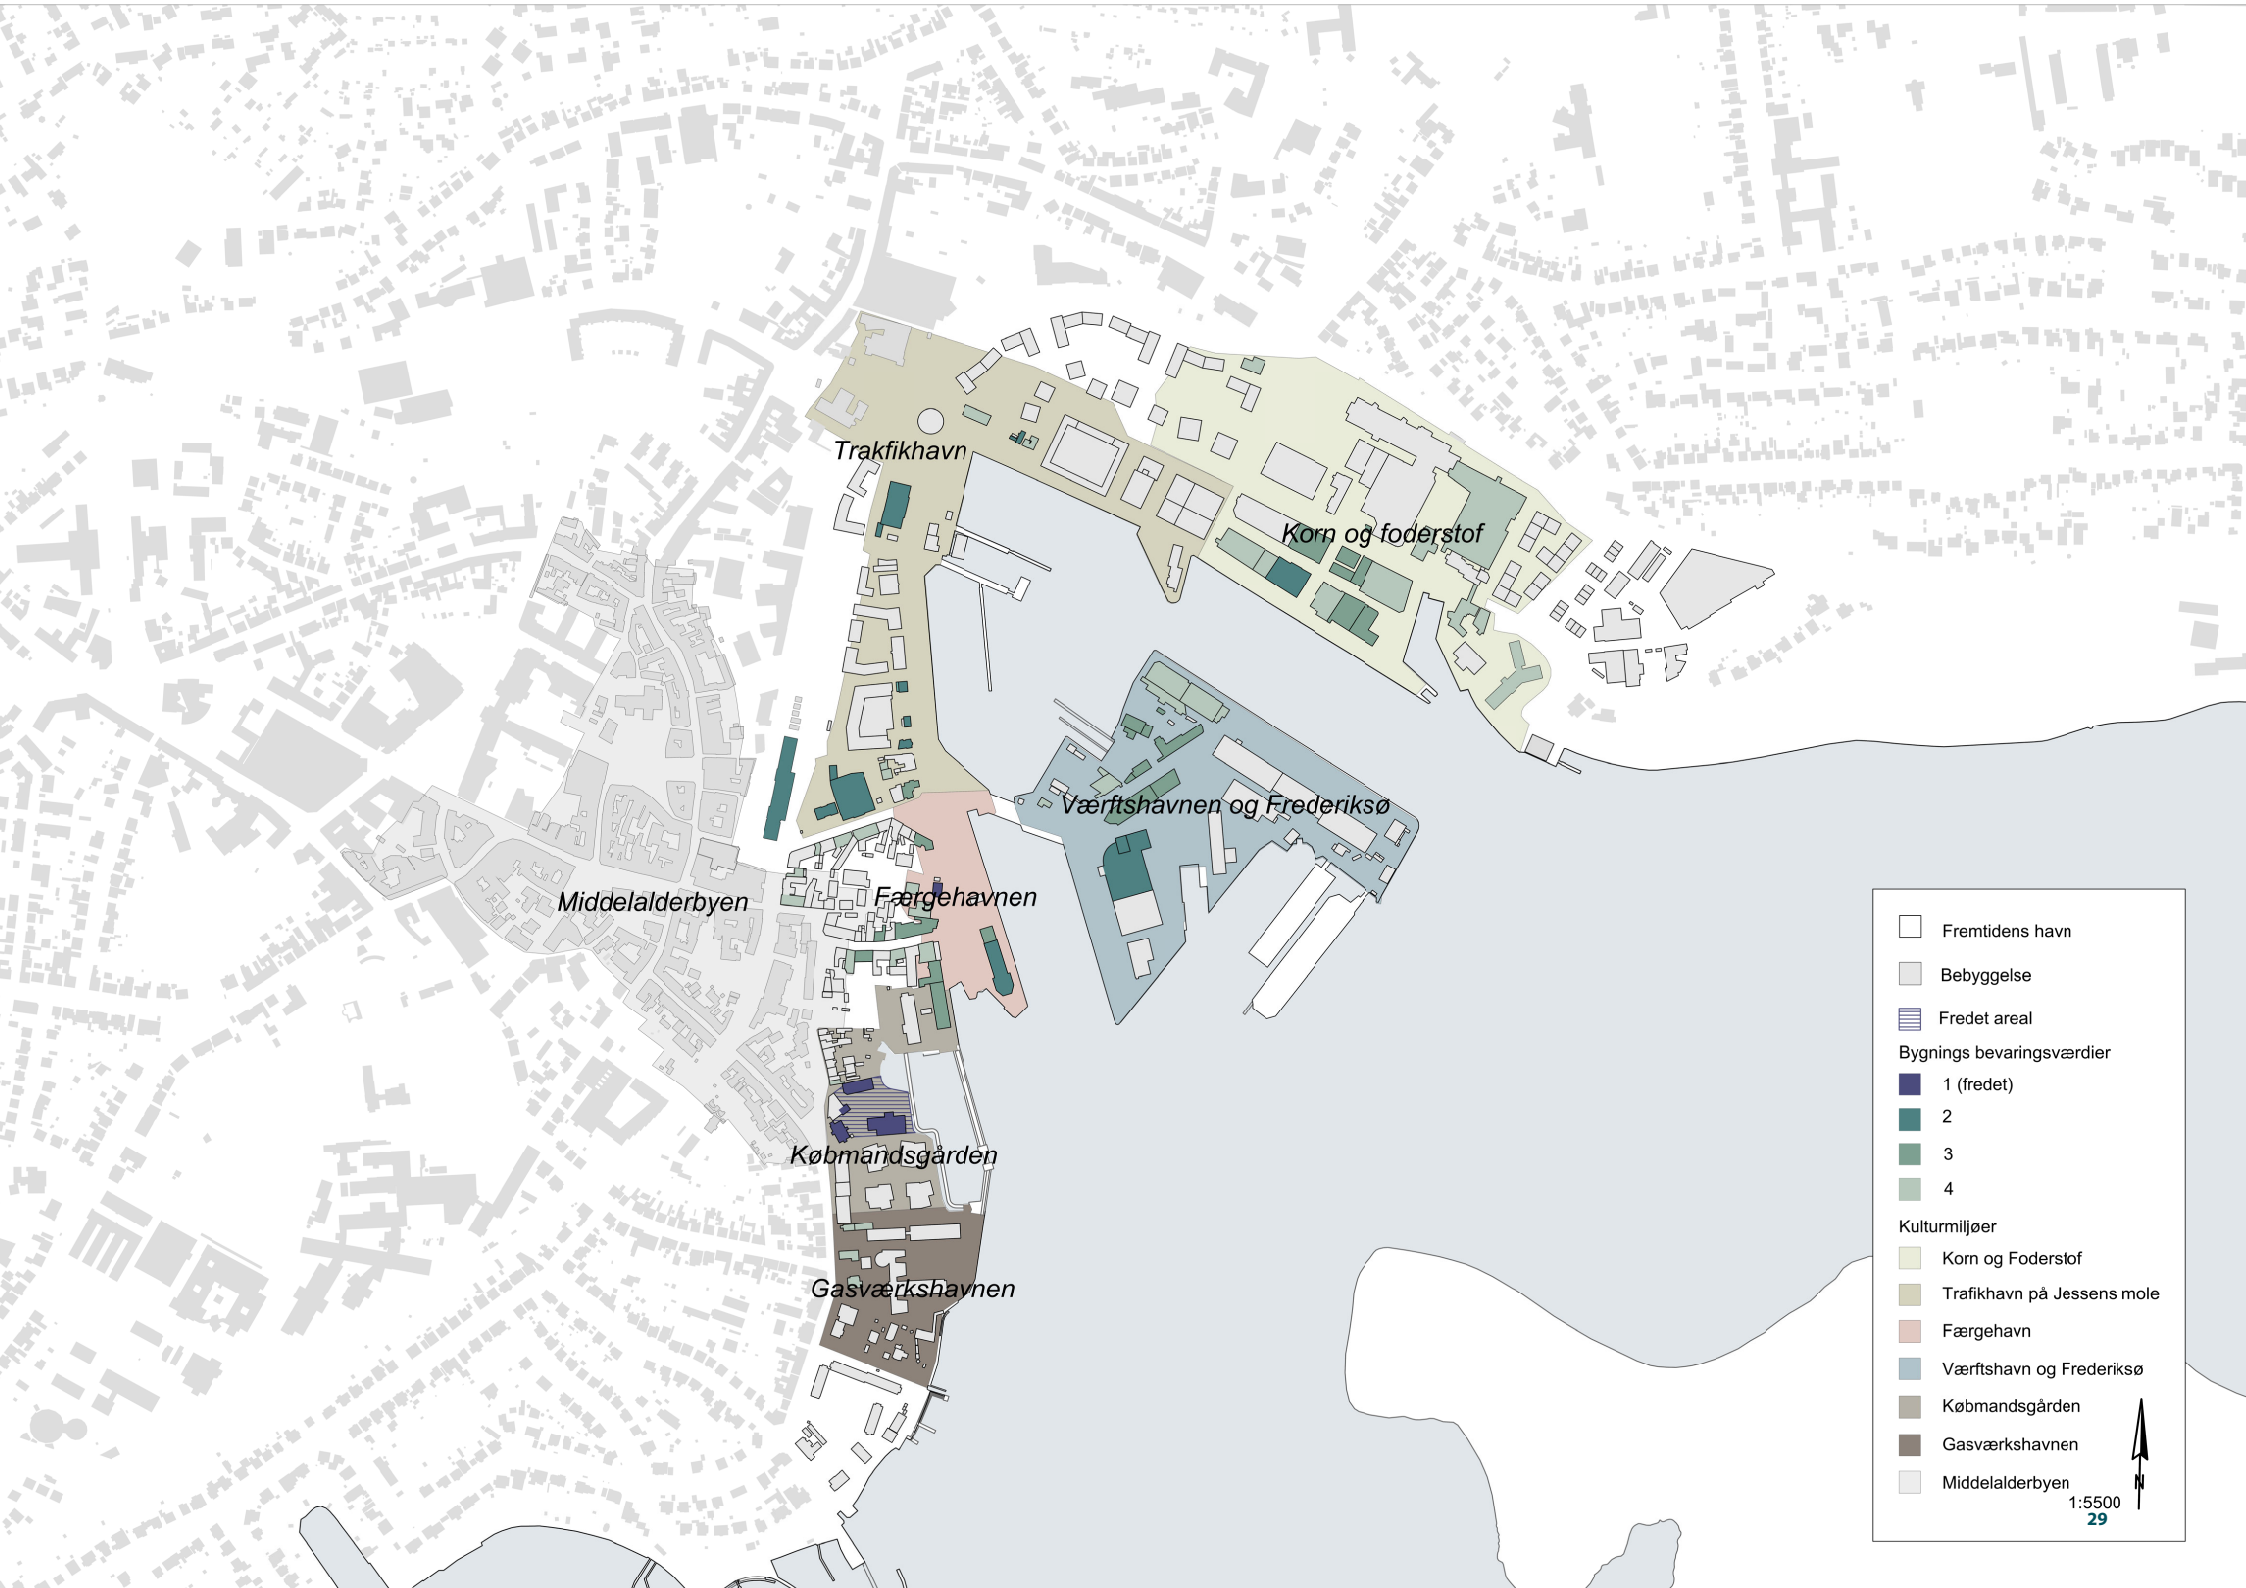 Trakfikhavn
Korn og foderstof
Værftshavnen og Frederiksø
Middelalderbyen
Færgehavnen
Købmandsgården
Gasværkshavnen
Fremtidens havn
Bebyggelse
Fredet areal
Bygnings bevaringsværdier
1 (fredet)
2
3
4
Kulturmiljøer
Korn og Foderstof
Trafikhavn på Jessens mole
Færgehavn
Værftshavn og Frederiksø
Købmandsgården
Gasværkshavnen
Middelalderbyen
N
1:5500
29